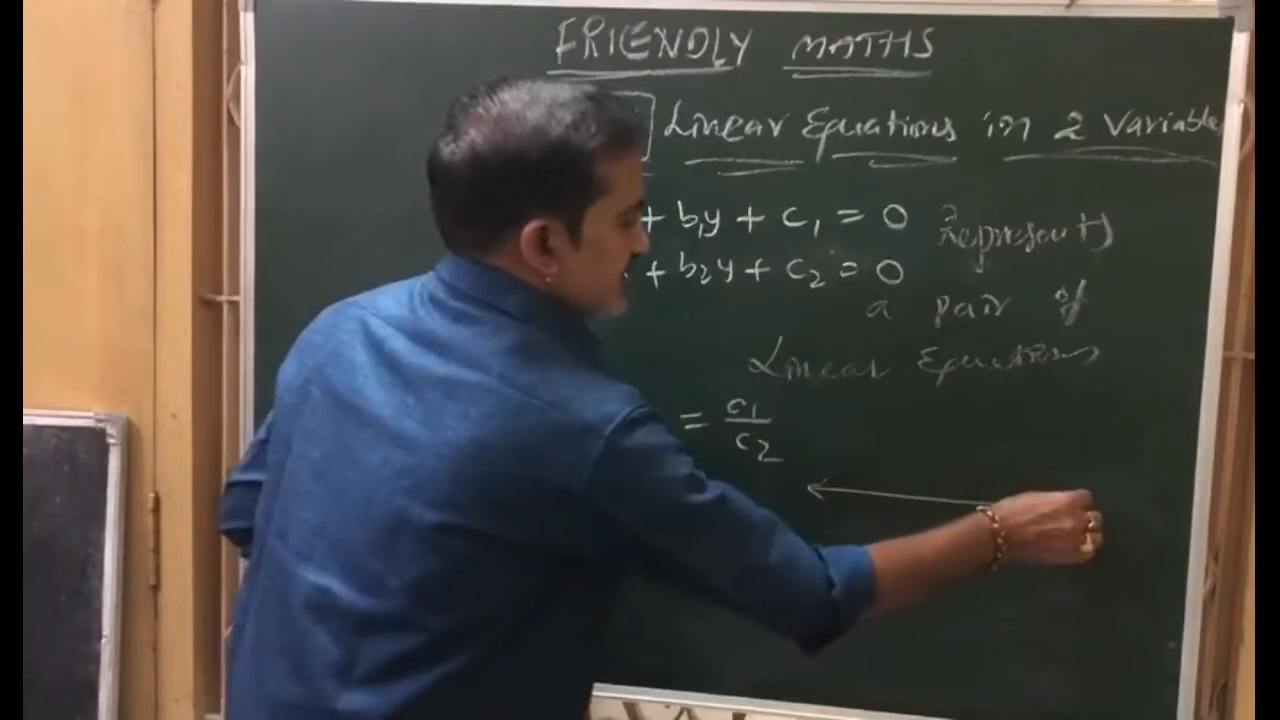 FRIENDLY MATHS
Linear Equations in 2 Variable
+ b₁y + c₁ = 0 Represents
+ b₂y + c₂ = 0
a pair of
Linear Equations
= c₁/c₂